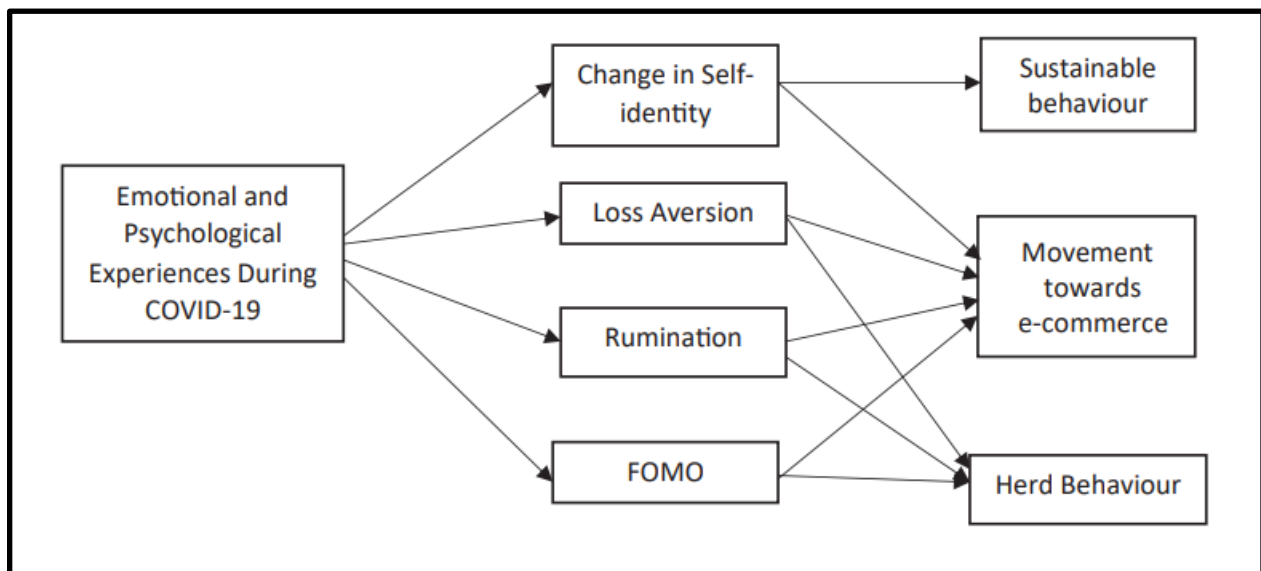 Emotional and
Psychological
Experiences During
COVID-19
Change in Self-
identity
Loss Aversion
Rumination
FOMO
Sustainable
behaviour
Movement
towards
e-commerce
Herd Behaviour